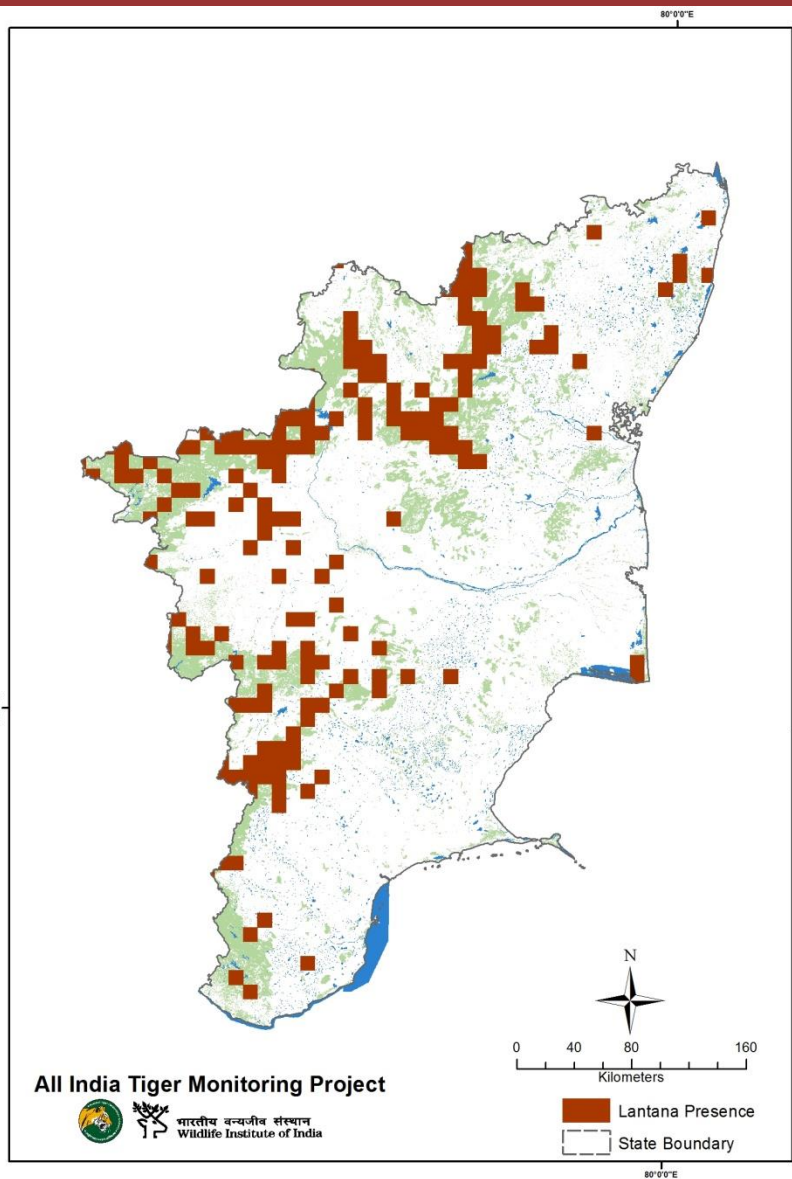 80°0'0"E
N
0 40 80 160
Kilometers
All India Tiger Monitoring Project
भारतीय वन्यजीव संस्थान
Wildlife Institute of India
Lantana Presence
State Boundary
80°0'0"E